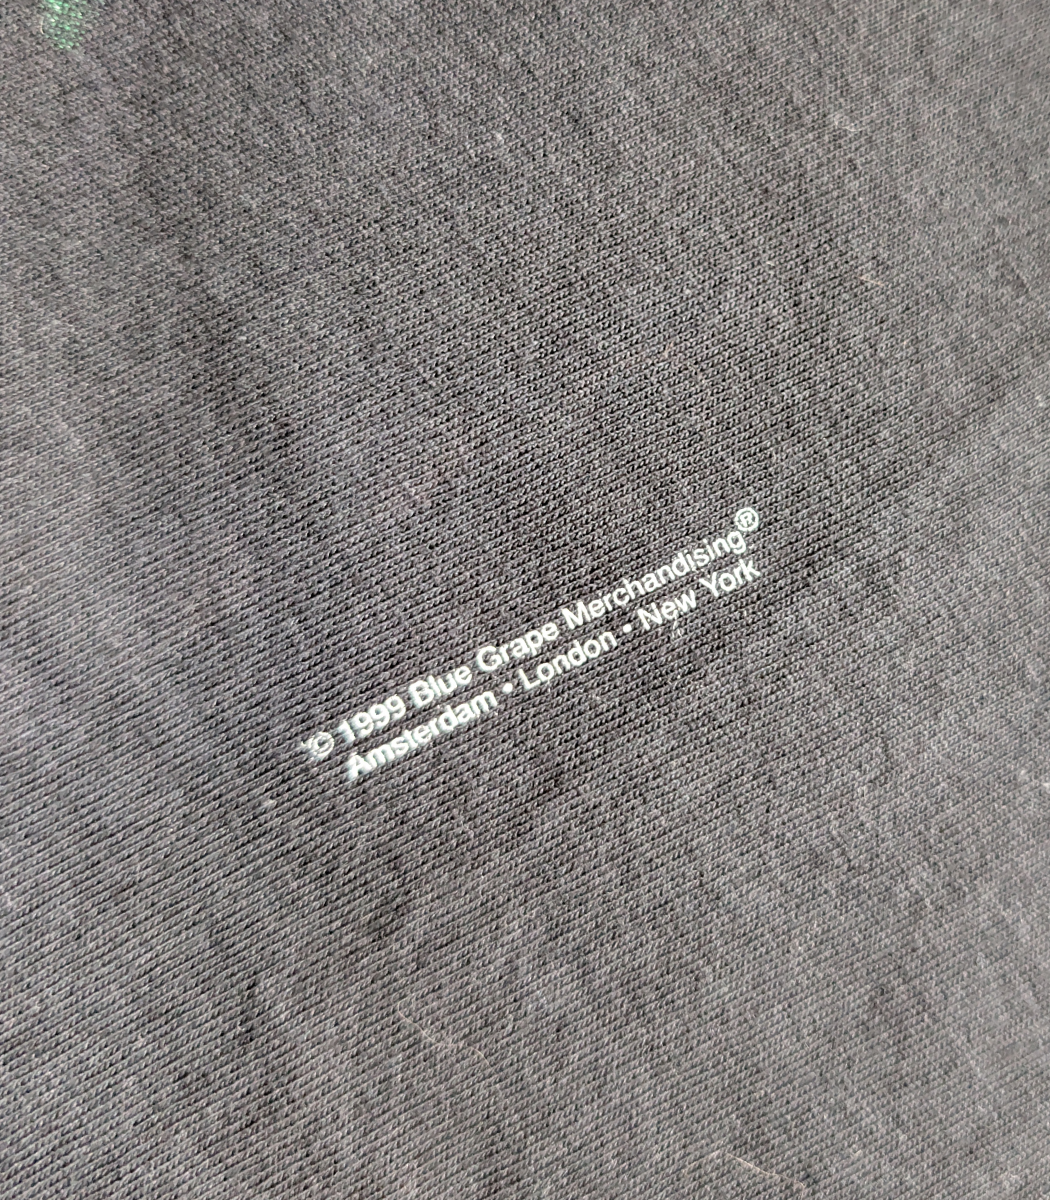 © 1999 Blue Grape Merchandising®
Amsterdam • London • New York